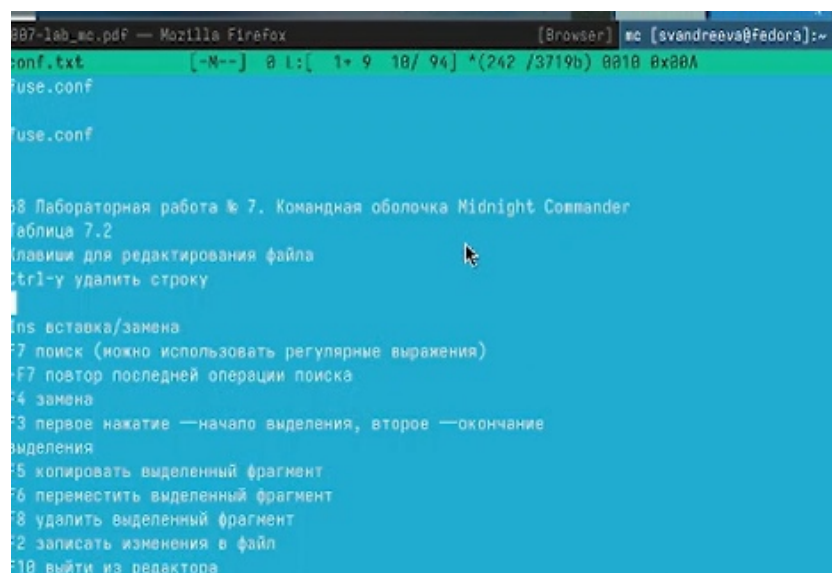 007-lab_mc.pdf — Mozilla Firefox [Browser] mc [svandreeva@fedora]:~
conf.txt [-M--] 0 L:[ 1+ 9 10/ 94] *(242 /3719b) 0010 0x00A
fuse.conf
fuse.conf
68 Лабораторная работа № 7. Командная оболочка Midnight Commander
Таблица 7.2
Клавиши для редактирования файла
Ctrl-y удалить строку
Ins вставка/замена
F7 поиск (можно использовать регулярные выражения)
-F7 повтор последней операции поиска
F4 замена
F3 первое нажатие —начало выделения, второе —окончание
выделения
F5 копировать выделенный фрагмент
F6 переместить выделенный фрагмент
F8 удалить выделенный фрагмент
F2 записать изменения в файл
F10 выйти из редактора